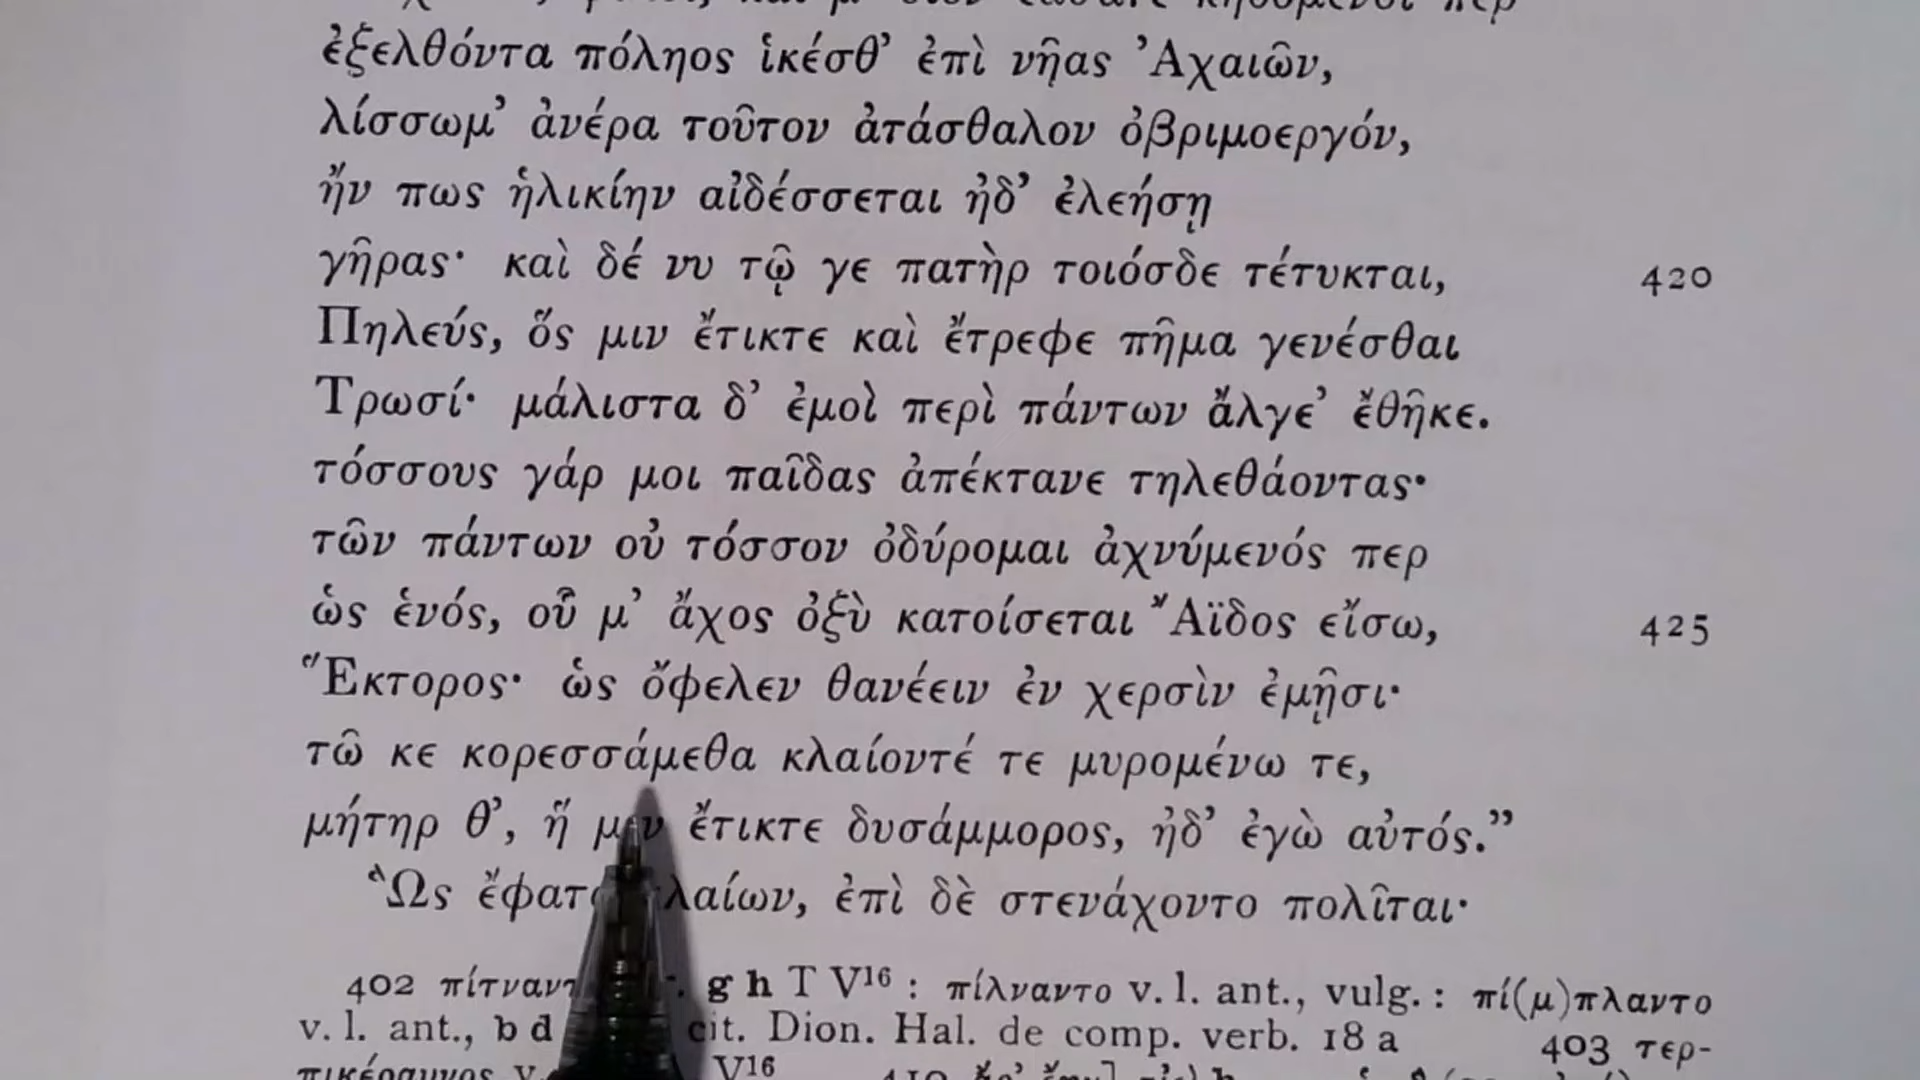 ἐξελθόντα πόληος ἱκέσθ’ ἐπὶ νῆας Ἀχαιῶν,
λίσσωμ’ ἀνέρα τοῦτον ἀτάσθαλον ὀβριμοεργόν,
ἤν πως ἡλικίην αἰδέσσεται ἠδ’ ἐλεήσῃ
γῆρας· καὶ δέ νυ τῷ γε πατὴρ τοιόσδε τέτυκται, 420
Πηλεύς, ὅς μιν ἔτικτε καὶ ἔτρεφε πῆμα γενέσθαι
Τρωσί· μάλιστα δ’ ἐμοὶ περὶ πάντων ἄλγε’ ἔθηκε.
τόσσους γάρ μοι παῖδας ἀπέκτανε τηλεθάοντας·
τῶν πάντων οὐ τόσσον ὀδύρομαι ἀχνύμενός περ
ὡς ἑνός, οὗ μ’ ἄχος ὀξὺ κατοίσεται Ἄϊδος εἴσω, 425
Ἕκτορος· ὡς ὄφελεν θανέειν ἐν χερσὶν ἐμῇσι·
τῶ κε κορεσσάμεθα κλαίοντέ τε μυρομένω τε,
μήτηρ θ’, ἥ μιν ἔτικτε δυσάμμορος, ἠδ’ ἐγὼ αὐτός.”
Ὣς ἔφατο κλαίων, ἐπὶ δὲ στενάχοντο πολῖται·
402 g h T V16 : πίλναντο v. l. ant., vulg. : πί(μ)πλαντο
v. l. ant., b d cit. Dion. Hal. de comp. verb. 18 a 403 τερ-
V16